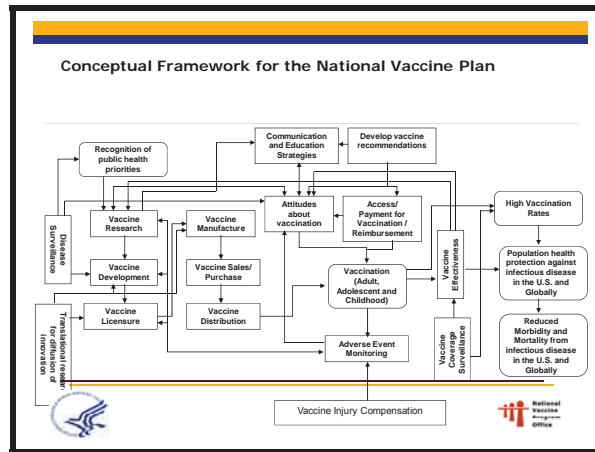 Conceptual Framework for the National Vaccine Plan
Communication
and Education
Strategies
Develop vaccine
recommendations
Recognition of
public health
priorities
Disease
Surveillance
Vaccine
Research
Vaccine
Manufacture
Attitudes
about
vaccination
Access/
Payment for
Vaccination /
Reimbursement
High Vaccination
Rates
Vaccine
Development
Vaccine Sales/
Purchase
Vaccination
(Adult,
Adolescent and
Childhood)
Vaccine
Effectiveness
Population health
protection against
infectious disease
in the U.S. and
Globally
Translational resear
for diffusion of
innovation
Vaccine
Licensure
Vaccine
Distribution
Adverse Event
Monitoring
Vaccine
Coverage
Surveillance
Reduced
Morbidity and
Mortality from
infectious disease
in the U.S. and
Globally
Vaccine Injury Compensation
National
Vaccine
Program
Office